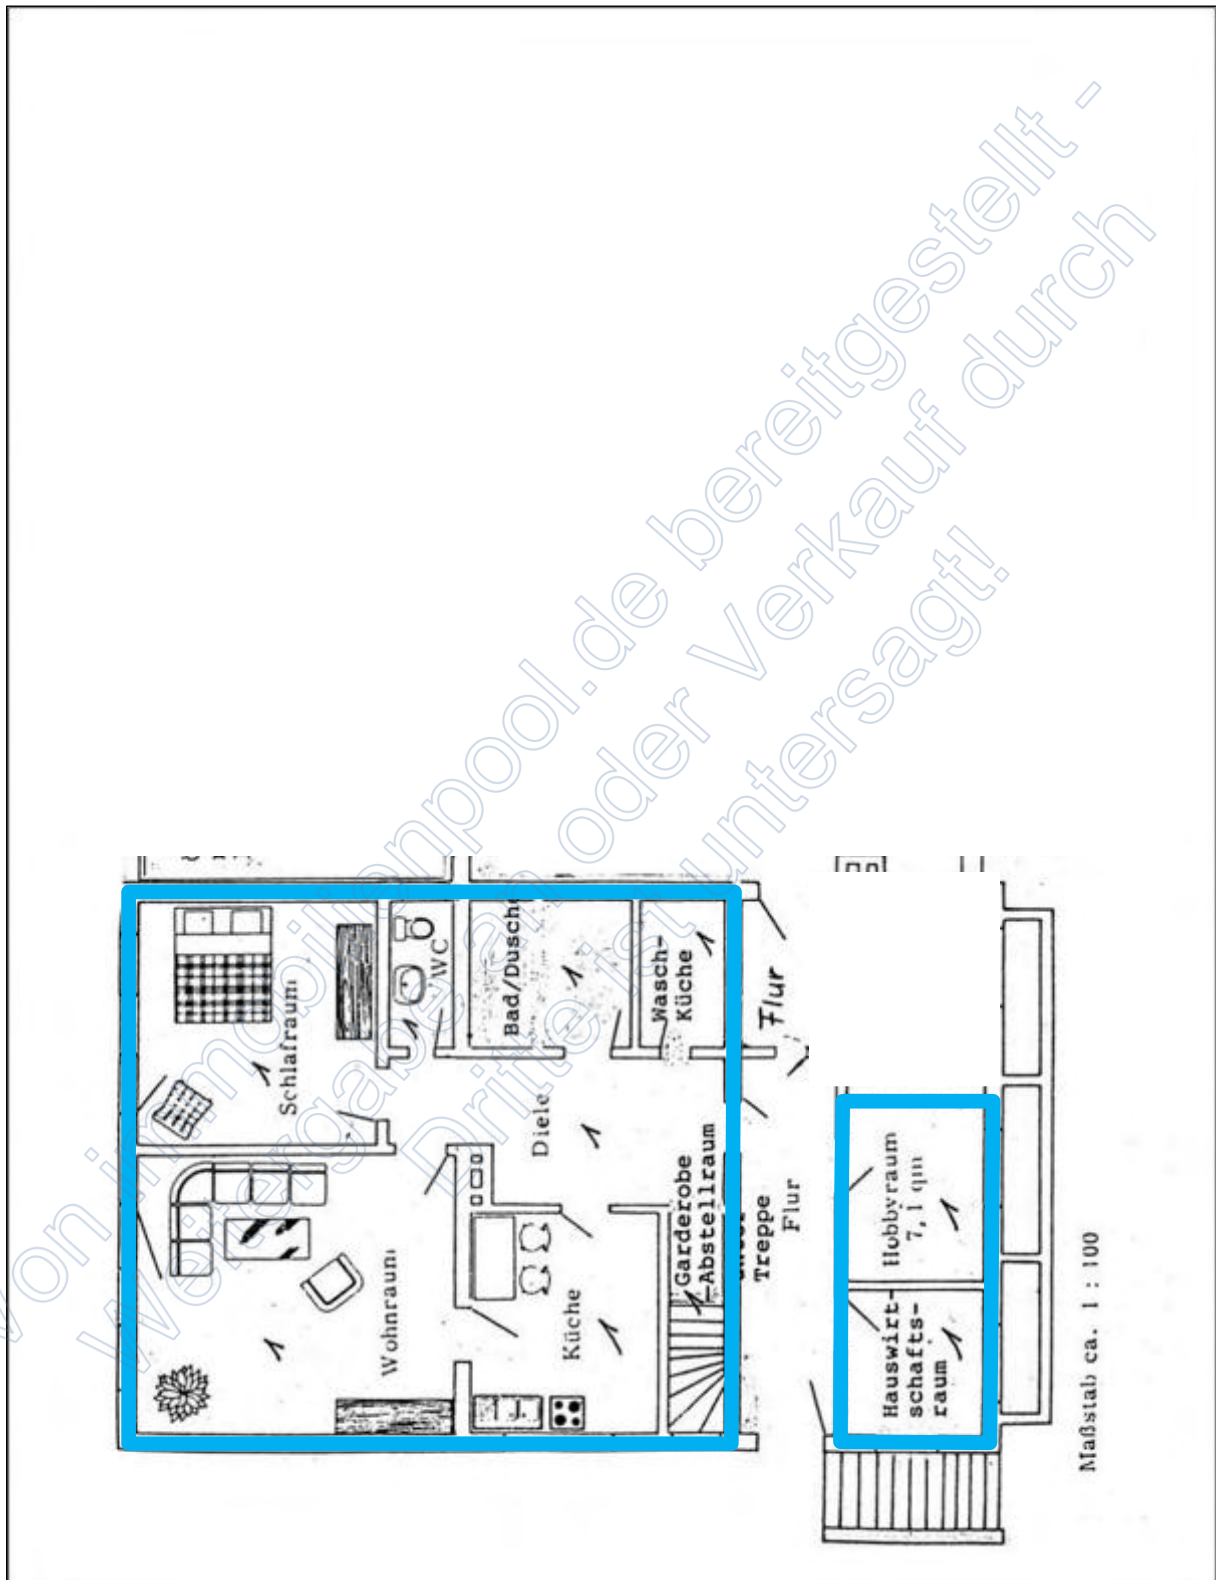 von immobilienpool.de bereitgestellt -
Weitergabe an oder Verkauf durch
Dritte ist untersagt!
Schlafraum
WC
Bad/Dusche
Wasch-
Küche
Flur
Diele
Garderobe
Abstellraum
Treppe
Flur
Wohnraum
Küche
Hobbyraum
7,1 qm
Hauswirt-
schafts-
raum
Maßstab ca. 1 : 100